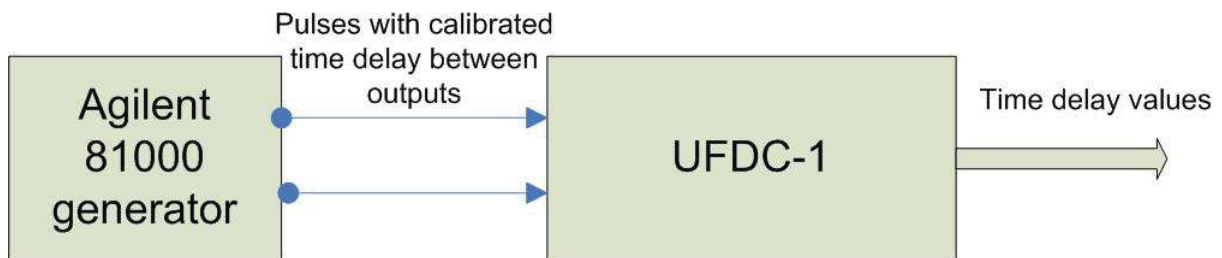 Agilent
81000
generator
Pulses with calibrated
time delay between
outputs
UFDC-1
Time delay values